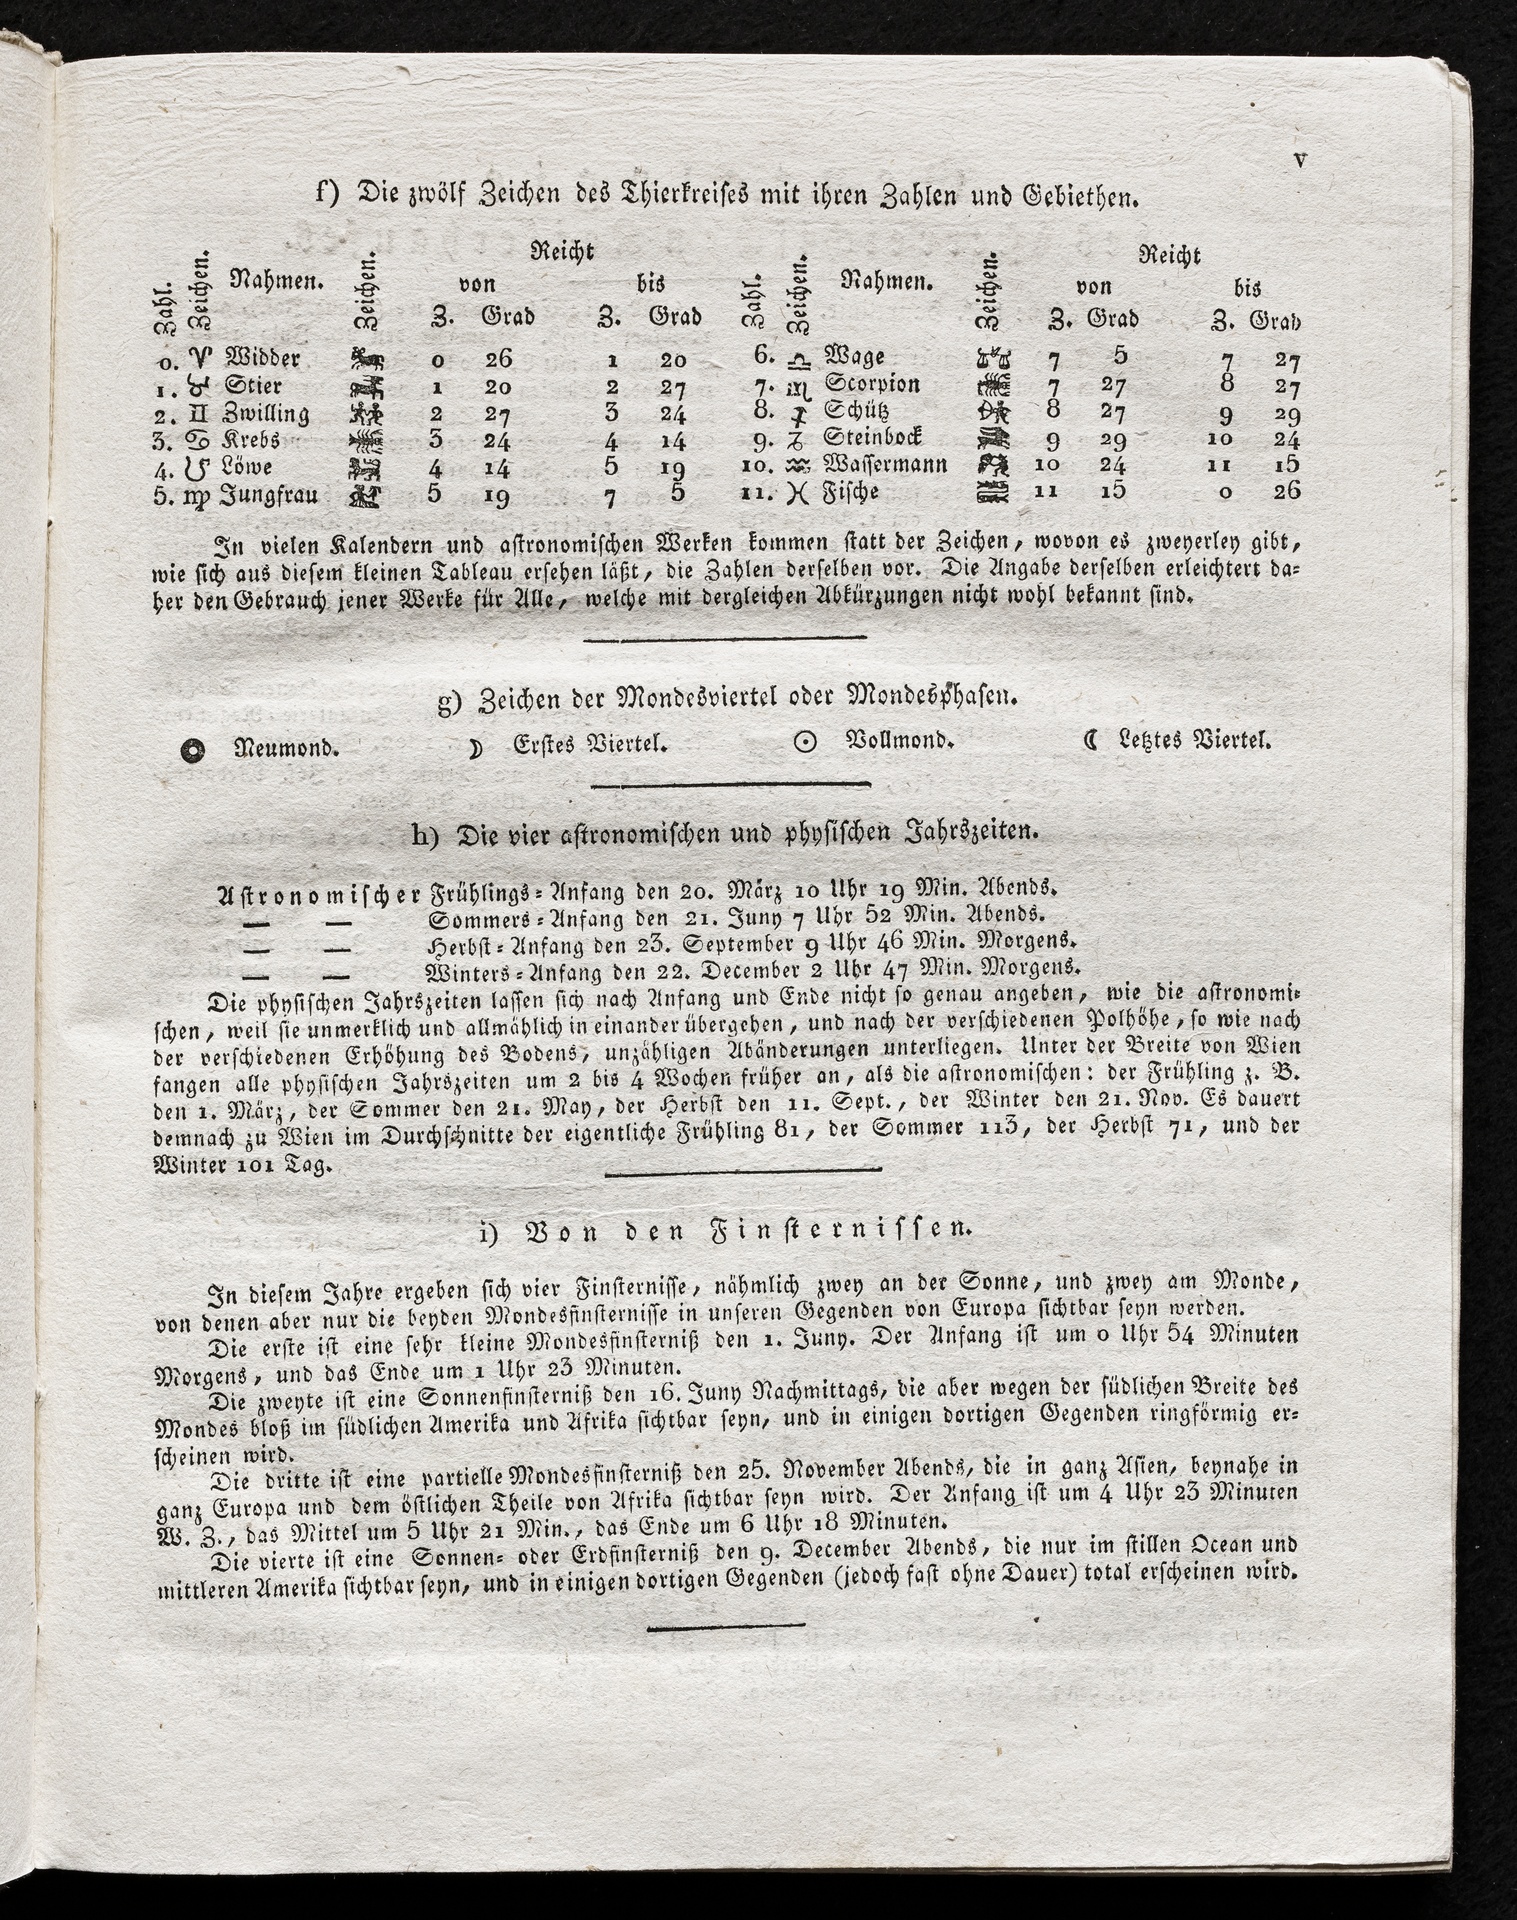 v
f) Die zwölf Zeichen des Thierkreises mit ihren Zahlen und Gebiethen.
Zahl. Zeichen. Nahmen. Zeichen. Reicht von Z. Grad bis Z. Grad Zahl. Zeichen. Nahmen. Zeichen. Reicht von Z. Grad bis Z. Grad
0. ♈ Widder 0 26 1 20 6. ♎ Wage 7 5 7 27
1. ♉ Stier 1 20 2 27 7. ♏ Scorpion 7 27 8 27
2. ♊ Zwilling 2 27 3 24 8. ♐ Schütz 8 27 9 29
3. ♋ Krebs 3 24 4 14 9. ♑ Steinbock 9 29 10 24
4. ♌ Löwe 4 14 5 19 10. ♒ Wassermann 10 24 11 15
5. ♍ Jungfrau 5 19 7 5 11. ♓ Fische 11 15 0 26
In vielen Kalendern und astronomischen Werken kommen statt der Zeichen, wovon es zweyerley gibt,
wie sich aus diesem kleinen Tableau ersehen läßt, die Zahlen derselben vor. Die Angabe derselben erleichtert da=
her den Gebrauch jener Werke für Alle, welche mit dergleichen Abkürzungen nicht wohl bekannt sind.
g) Zeichen der Mondesviertel oder Mondesphasen.
Neumond. ☽ Erstes Viertel. ☉ Vollmond. ☾ Letztes Viertel.
h) Die vier astronomischen und physischen Jahrszeiten.
Astronomischer Frühlings=Anfang den 20. März 10 Uhr 19 Min. Abends.
— — Sommers=Anfang den 21. Juny 7 Uhr 52 Min. Abends.
— — Herbst=Anfang den 23. September 9 Uhr 46 Min. Morgens.
— — Winters=Anfang den 22. December 2 Uhr 47 Min. Morgens.
Die physischen Jahrszeiten lassen sich nach Anfang und Ende nicht so genau angeben, wie die astronomi=
schen, weil sie unmerklich und allmählich in einander übergehen, und nach der verschiedenen Polhöhe, so wie nach
der verschiedenen Erhöhung des Bodens, unzähligen Abänderungen unterliegen. Unter der Breite von Wien
fangen alle physischen Jahrszeiten um 2 bis 4 Wochen früher an, als die astronomischen: der Frühling z. B.
den 1. März, der Sommer den 21. May, der Herbst den 11. Sept., der Winter den 21. Nov. Es dauert
demnach zu Wien im Durchschnitte der eigentliche Frühling 81, der Sommer 113, der Herbst 71, und der
Winter 101 Tag.
i) Von den Finsternissen.
In diesem Jahre ergeben sich vier Finsternisse, nähmlich zwey an der Sonne, und zwey am Monde,
von denen aber nur die beyden Mondesfinsternisse in unseren Gegenden von Europa sichtbar seyn werden.
Die erste ist eine sehr kleine Mondesfinsterniß den 1. Juny. Der Anfang ist um 0 Uhr 54 Minuten
Morgens, und das Ende um 1 Uhr 23 Minuten.
Die zweyte ist eine Sonnenfinsterniß den 16. Juny Nachmittags, die aber wegen der südlichen Breite des
Mondes bloß im südlichen Amerika und Afrika sichtbar seyn, und in einigen dortigen Gegenden ringförmig er=
scheinen wird.
Die dritte ist eine partielle Mondesfinsterniß den 25. November Abends, die in ganz Asien, beynahe in
ganz Europa und dem östlichen Theile von Afrika sichtbar seyn wird. Der Anfang ist um 4 Uhr 23 Minuten
W. Z., das Mittel um 5 Uhr 21 Min., das Ende um 6 Uhr 18 Minuten.
Die vierte ist eine Sonnen= oder Erdfinsterniß den 9. December Abends, die nur im stillen Ocean und
mittleren Amerika sichtbar seyn, und in einigen dortigen Gegenden (jedoch fast ohne Dauer) total erscheinen wird.